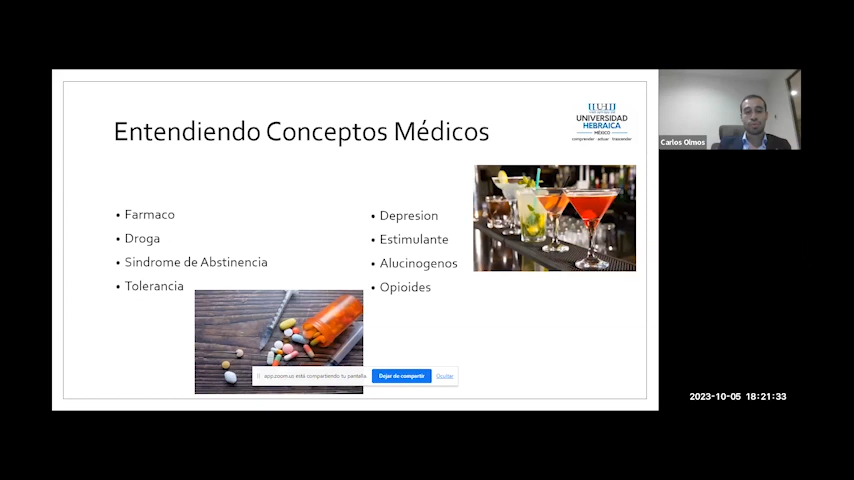 Entendiendo Conceptos Médicos
UNIVERSIDAD
HEBRAICA
MÉXICO
comprender actuar trascender
• Farmaco
• Droga
• Sindrome de Abstinencia
• Tolerancia
• Depresion
• Estimulante
• Alucinogenos
• Opioides
app.zoom.us está compartiendo tu pantalla.
Dejar de compartir
Ocultar
Carlos Olmos
2023-10-05 18:21:33